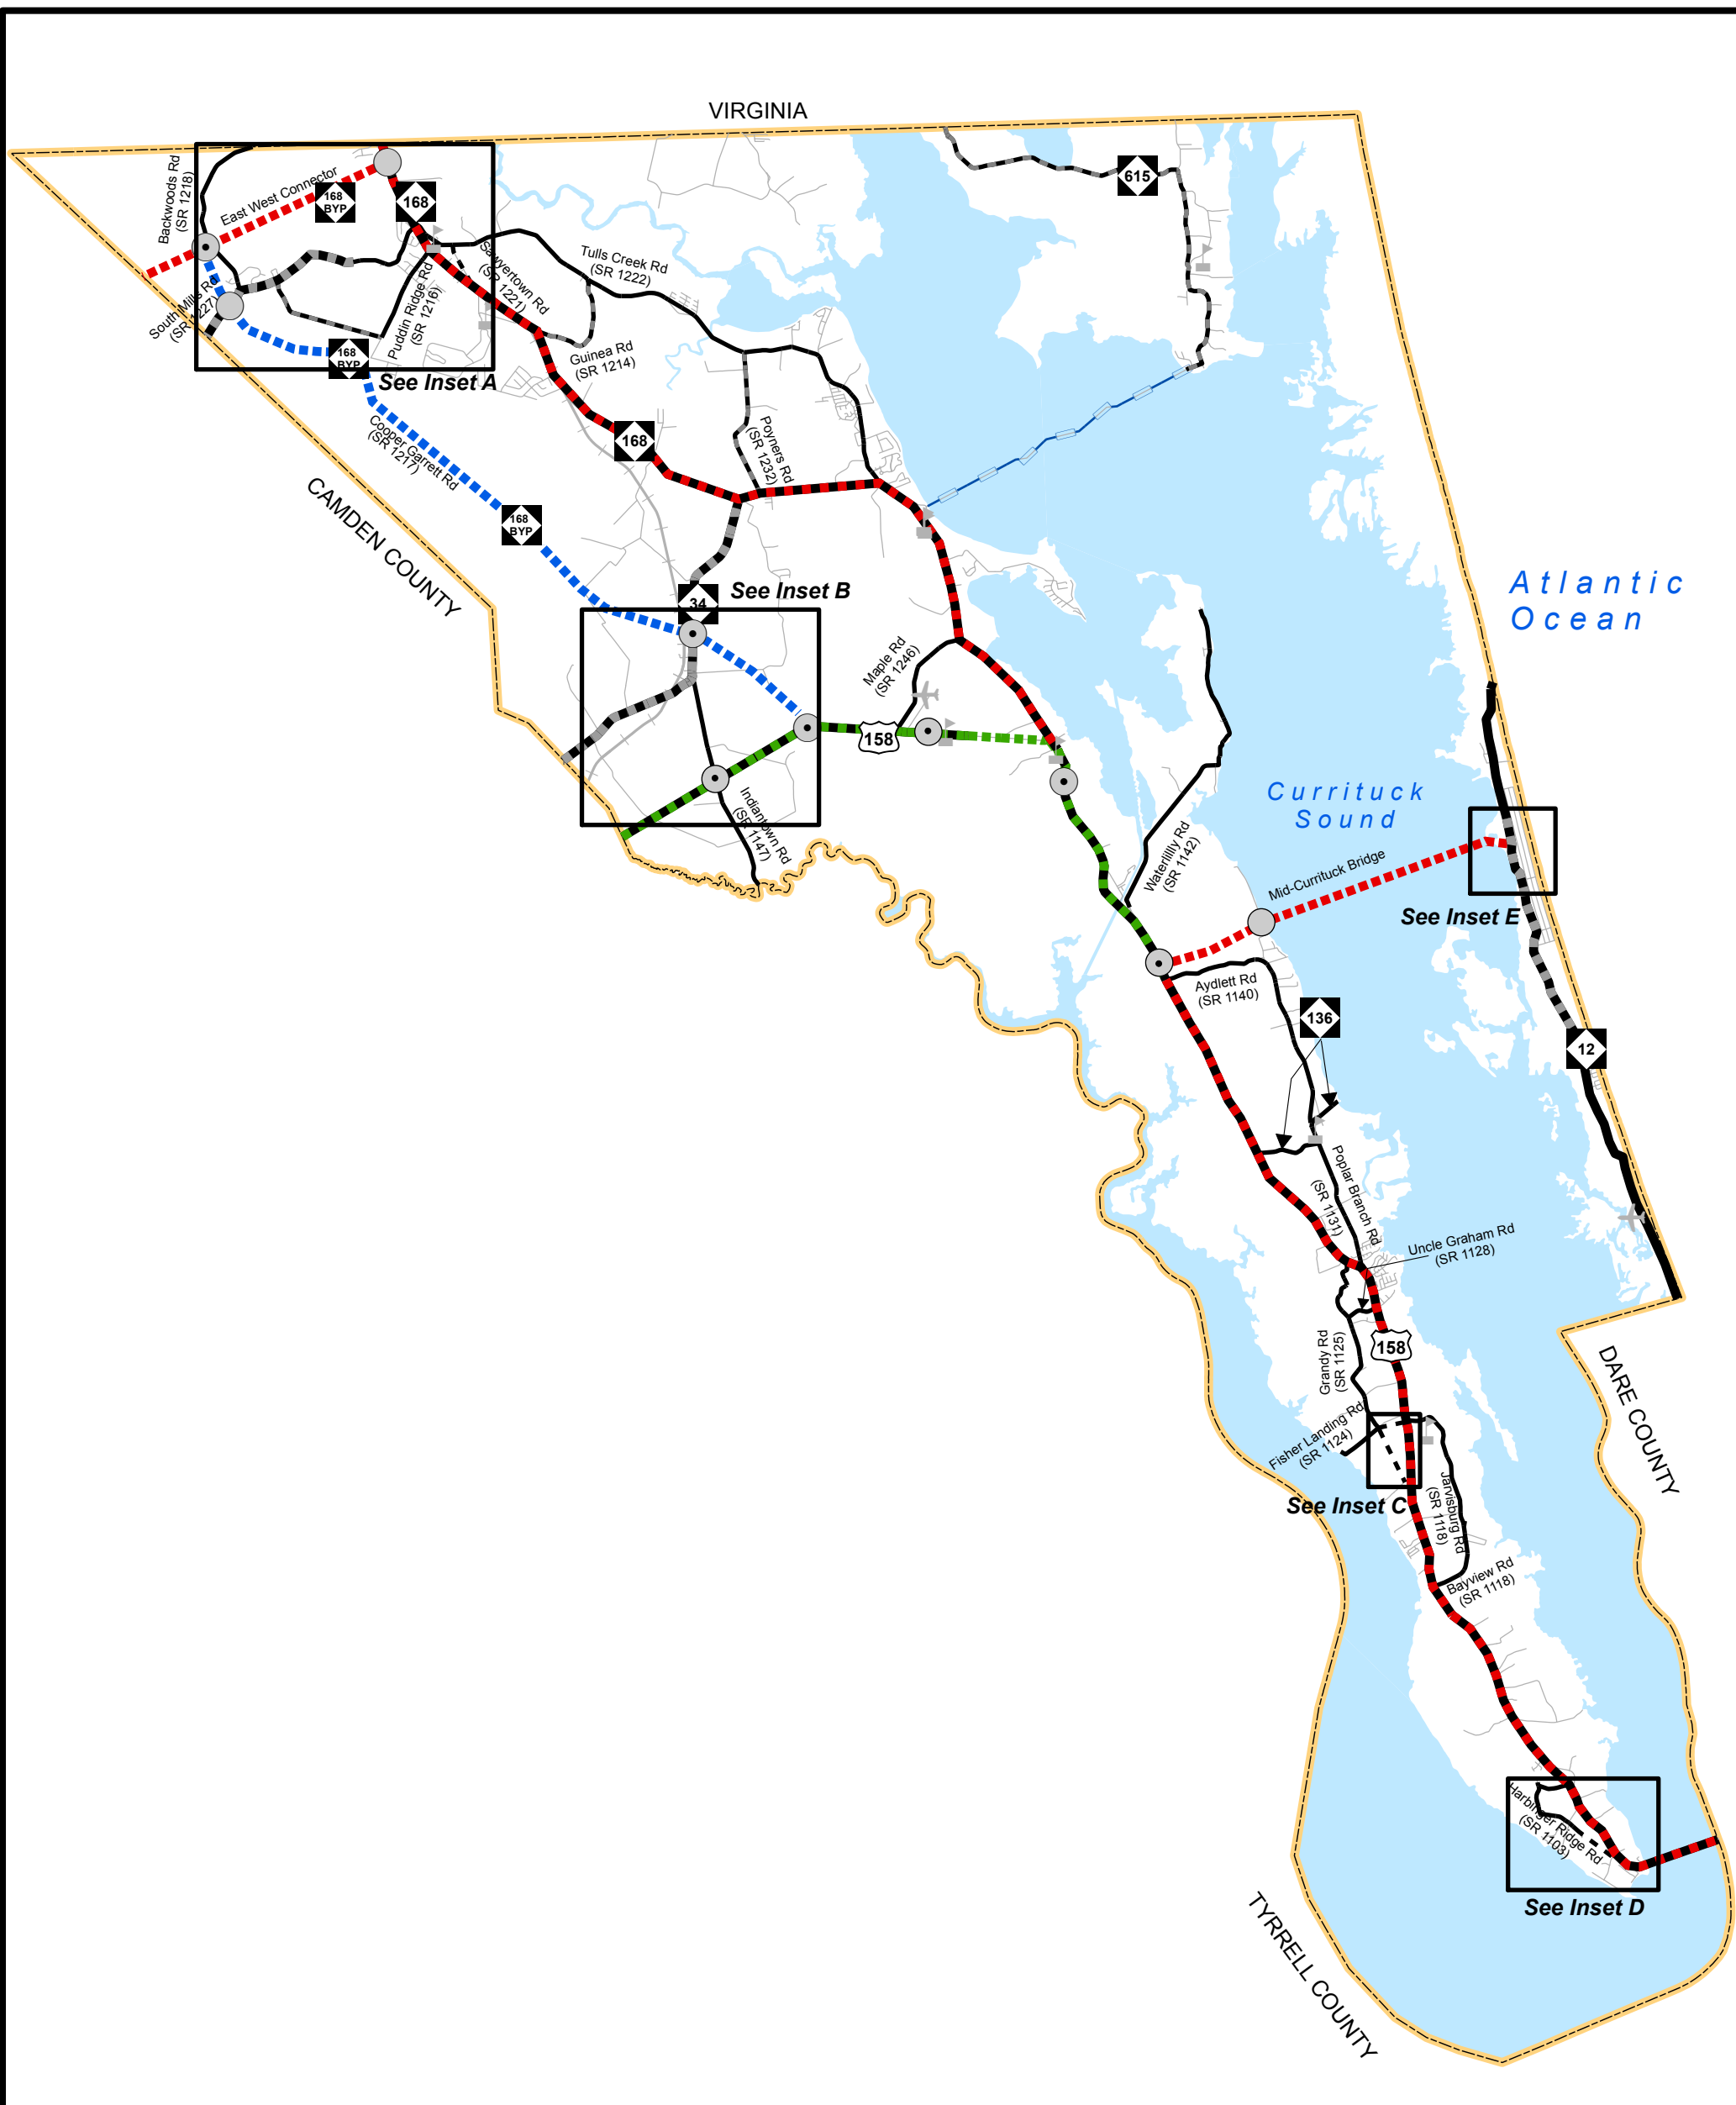 VIRGINIA
615
Backwoods Rd
(SR 1218)
East West Connector
168
BYP
168
South Mills Rd
(SR 1227)
Puddin Ridge Rd
(SR 1216)
Sawyertown Rd
(SR 1221)
Tulls Creek Rd
(SR 1222)
168
BYP
See Inset A
Guinea Rd
(SR 1214)
Cooper Garrett Rd
(SR 1217)
168
Poyners Rd
(SR 1232)
CAMDEN COUNTY
168
BYP
See Inset B
34
Atlantic
Ocean
Maple Rd
(SR 1246)
158
Indiantown Rd
(SR 1147)
Currituck
Sound
Waterlilly Rd
(SR 1142)
Mid-Currituck Bridge
See Inset E
Aydlett Rd
(SR 1140)
136
12
Poplar Branch Rd
(SR 1131)
Uncle Graham Rd
(SR 1128)
Grandy Rd
(SR 1125)
158
DARE COUNTY
Fisher Landing Rd
(SR 1124)
See Inset C
Jarvisburg Rd
(SR 1118)
Bayview Rd
(SR 1118)
Harbinger Ridge Rd
(SR 1103)
See Inset D
TYRRELL COUNTY